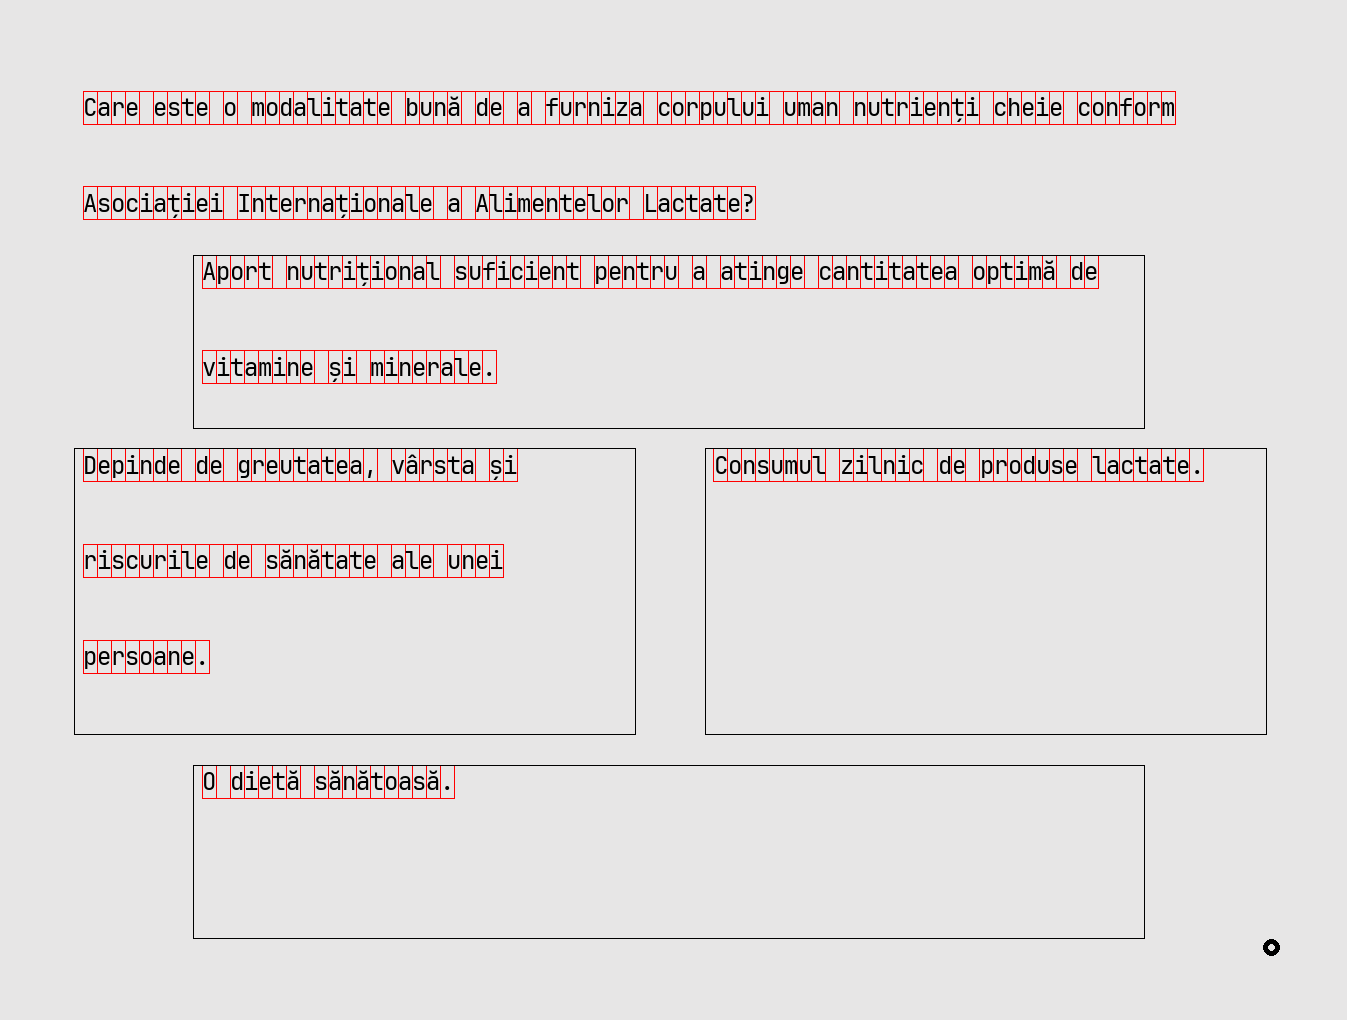 Care este o modalitate bună de a furniza corpului uman nutrienți cheie conform
Asociației Internaționale a Alimentelor Lactate?
Aport nutrițional suficient pentru a atinge cantitatea optimă de
vitamine și minerale.
Depinde de greutatea, vârsta și
riscurile de sănătate ale unei
persoane.
Consumul zilnic de produse lactate.
O dietă sănătoasă.